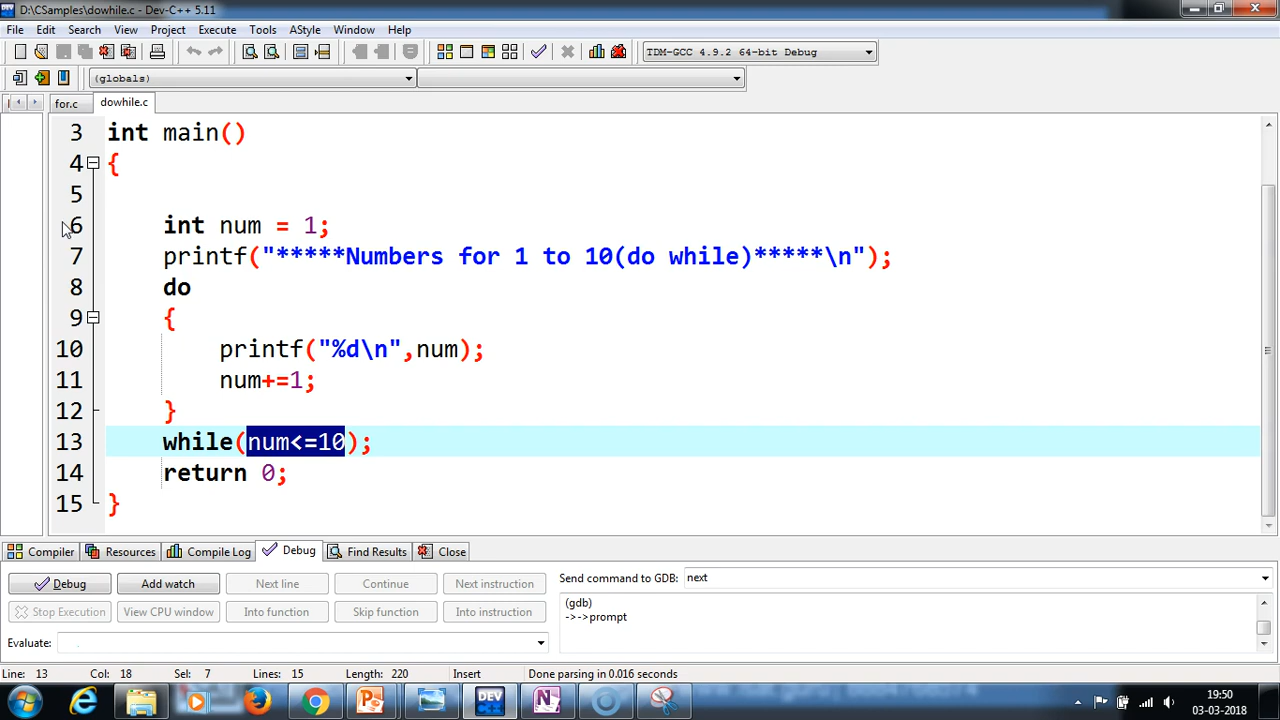 D:\CSamples\dowhile.c - Dev-C++ 5.11
File Edit Search View Project Execute Tools AStyle Window Help
TDM-GCC 4.9.2 64-bit Debug
(globals)
for.c dowhile.c
3 int main()
4 {
5
6 int num = 1;
7 printf("*****Numbers for 1 to 10(do while)*****\n");
8 do
9 {
10 printf("%d\n",num);
11 num+=1;
12 }
13 while(num<=10);
14 return 0;
15 }
Compiler Resources Compile Log Debug Find Results Close
Debug Add watch Next line Continue Next instruction Send command to GDB: next
Stop Execution View CPU window Into function Skip function Into instruction
(gdb)
->->prompt
Evaluate:
Line: 13 Col: 18 Sel: 7 Lines: 15 Length: 220 Insert Done parsing in 0.016 seconds
DEV
19:50
03-03-2018